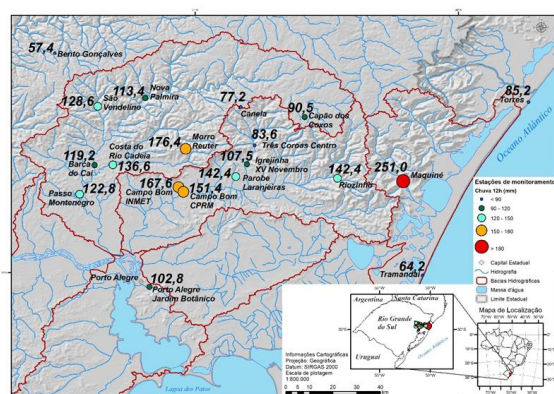 57,4
Bento Gonçalves
113,4
Nova
Palmira
128,6
São
Vendelino
77,2
Canela
90,5
Capão dos
Coxos
85,2
Torres
Oceano Atlântico
176,4
Morro
Reuter
83,6
Três Coroas Centro
119,2
Barca
do Caí
Costa do
Rio Cadeia
136,6
107,5
Igrejinha
XV Novembro
142,4
Parobé
Laranjeiras
142,4
Riozinho
251,0
Maquiné
Passo
Montenegro
122,8
167,6
Campo Bom
INMET
151,4
Campo Bom
CPRM
Porto Alegre
102,8
Porto Alegre
Jardim Botânico
64,2
Tramandaí
Lagoa dos Patos
Estações de monitoramento
Chuva 12h (mm)
< 90
90 - 120
120 - 150
150 - 180
> 180
Capital Estadual
Hidrografia
Bacias Hidrográficas
Massa d'água
Limite Estadual
Mapa de Localização
Argentina
Santa Catarina
Rio Grande
do Sul
Uruguai
Oceano Atlântico
Informações Cartográficas
Projeção: Geográfica
Datum: SIRGAS 2000
Escala de plotagem
1:800.000